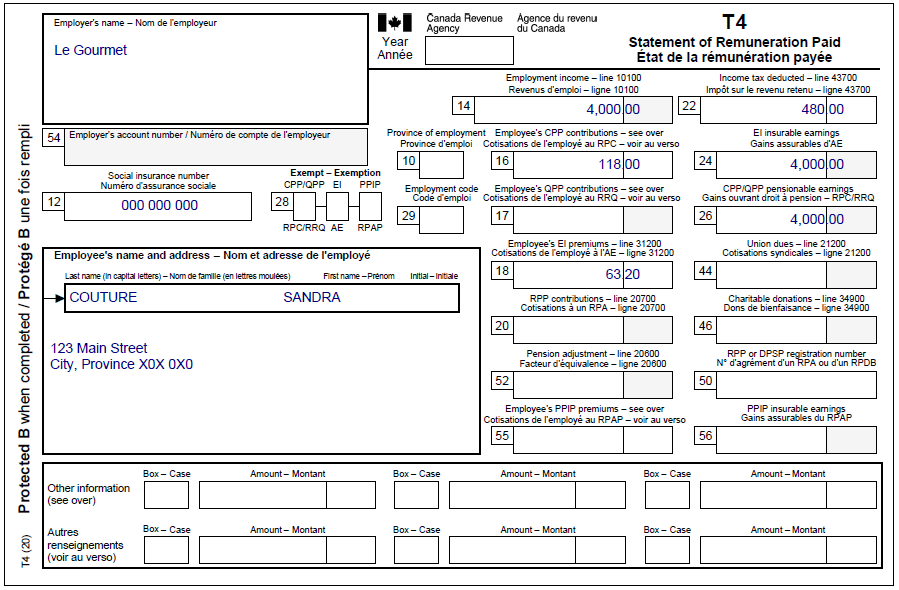 Employer's name – Nom de l'employeur
Le Gourmet
Canada Revenue Agency
Agence du revenu du Canada
Year
Année
T4
Statement of Remuneration Paid
État de la rémunération payée
Employment income – line 10100
Revenus d'emploi – ligne 10100
14 4,000 00
Income tax deducted – line 43700
Impôt sur le revenu retenu – ligne 43700
22 480 00
54 Employer's account number / Numéro de compte de l'employeur
Province of employment
Province d'emploi
10
Employee's CPP contributions – see over
Cotisations de l'employé au RPC – voir au verso
16 118 00
EI insurable earnings
Gains assurables d'AE
24 4,000 00
Social insurance number
Numéro d'assurance sociale
12 000 000 000
Exempt – Exemption
CPP/QPP EI PPIP
28
RPC/RRQ AE RPAP
Employment code
Code d'emploi
29
Employee's QPP contributions – see over
Cotisations de l'employé au RRQ – voir au verso
17
CPP/QPP pensionable earnings
Gains ouvrant droit à pension – RPC/RRQ
26 4,000 00
Employee's name and address – Nom et adresse de l'employé
Last name (in capital letters) – Nom de famille (en lettres moulées) First name – Prénom Initial – Initiale
COUTURE SANDRA
123 Main Street
City, Province X0X 0X0
Employee's EI premiums – line 31200
Cotisations de l'employé à l'AE – ligne 31200
18 63 20
Union dues – line 21200
Cotisations syndicales – ligne 21200
44
RPP contributions – line 20700
Cotisations à un RPA – ligne 20700
20
Charitable donations – line 34900
Dons de bienfaisance – ligne 34900
46
Pension adjustment – line 20600
Facteur d'équivalence – ligne 20600
52
RPP or DPSP registration number
N° d'agrément d'un RPA ou d'un RPDB
50
Employee's PPIP premiums – see over
Cotisations de l'employé au RPAP – voir au verso
55
PPIP insurable earnings
Gains assurables du RPAP
56
Box – Case Amount – Montant Box – Case Amount – Montant Box – Case Amount – Montant
Other information
(see over)
Box – Case Amount – Montant Box – Case Amount – Montant Box – Case Amount – Montant
Autres
renseignements
(voir au verso)
Protected B when completed / Protégé B une fois rempli
T4 (20)